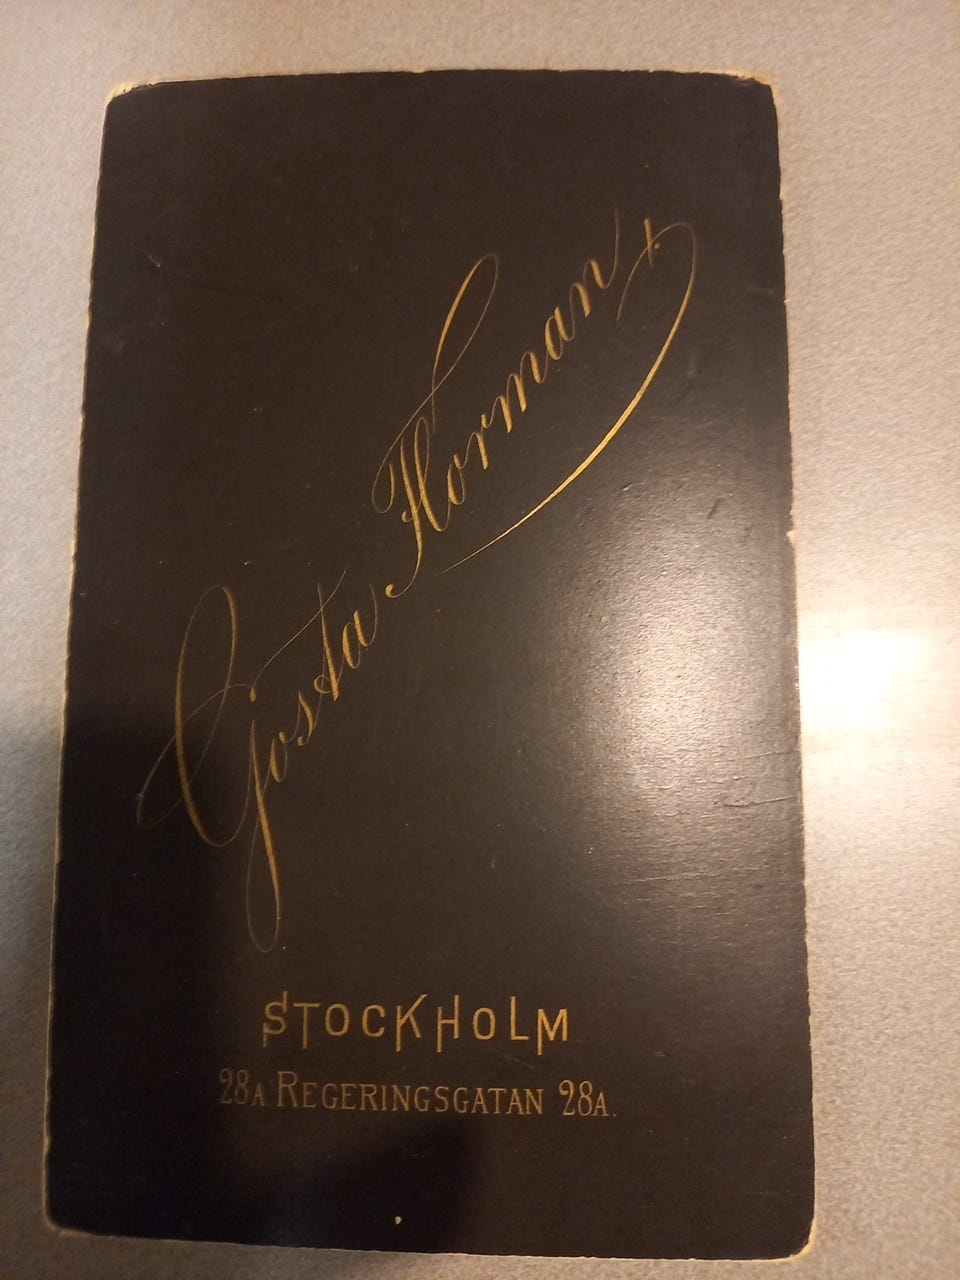 Gösta Florman
STOCKHOLM
28A REGERINGSGATAN 28A.